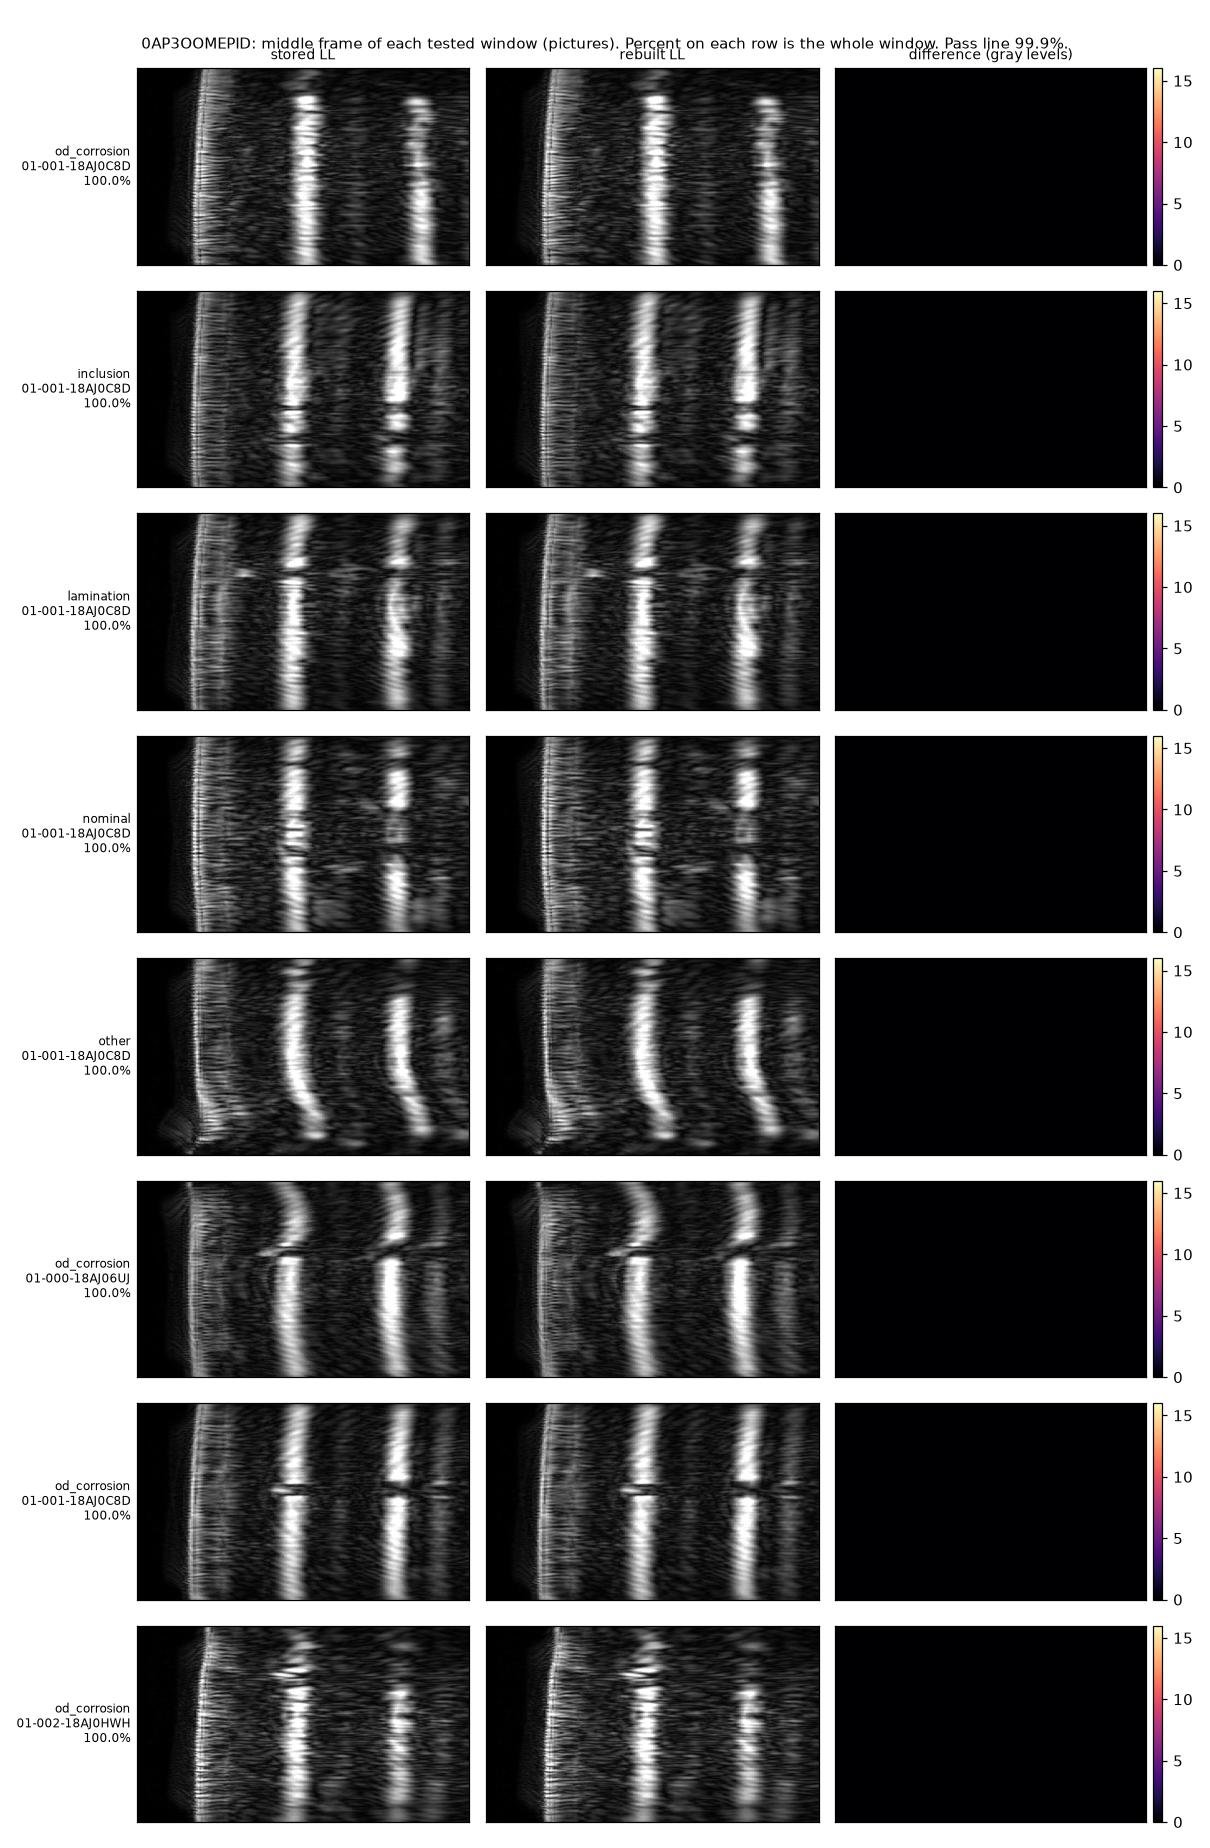 0AP3OOMEPID: middle frame of each tested window (pictures). Percent on each row is the whole window. Pass line 99.9%.
stored LL rebuilt LL difference (gray levels)
od_corrosion
01-001-18AJ0C8D
100.0%
15
10
5
0
inclusion
01-001-18AJ0C8D
100.0%
15
10
5
0
lamination
01-001-18AJ0C8D
100.0%
15
10
5
0
nominal
01-001-18AJ0C8D
100.0%
15
10
5
0
other
01-001-18AJ0C8D
100.0%
15
10
5
0
od_corrosion
01-000-18AJ06UJ
100.0%
15
10
5
0
od_corrosion
01-001-18AJ0C8D
100.0%
15
10
5
0
od_corrosion
01-002-18AJ0HWH
100.0%
15
10
5
0